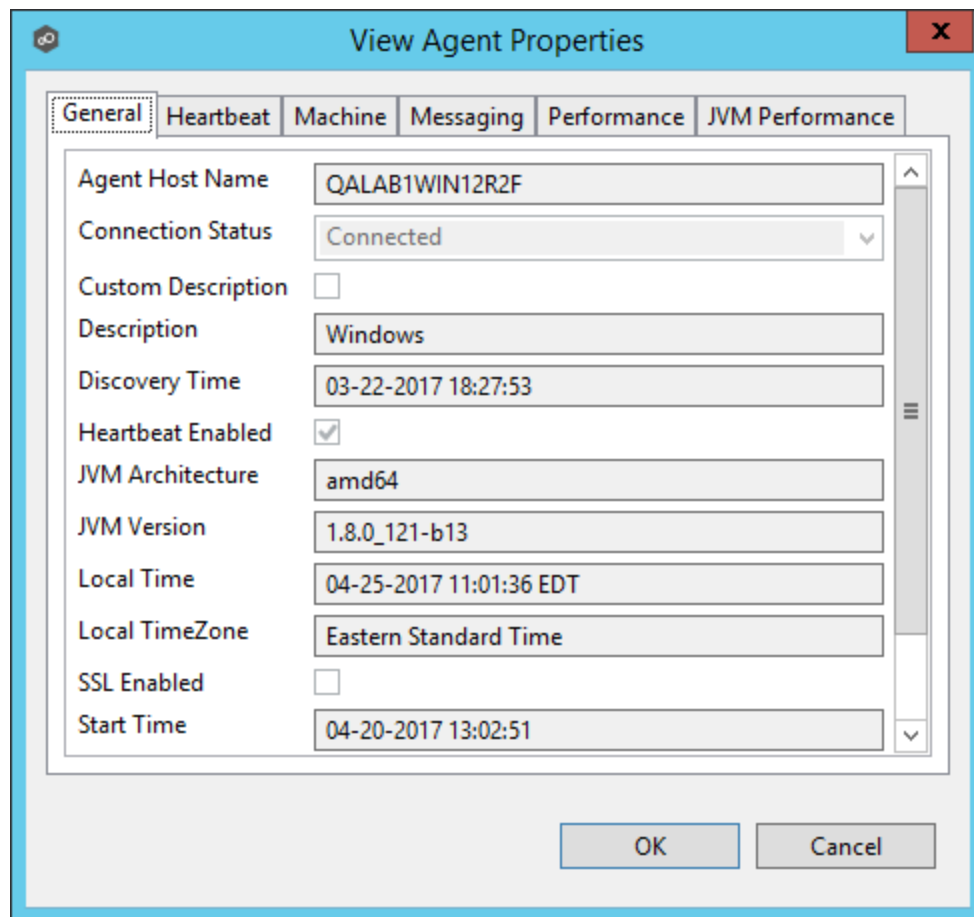 View Agent Properties
X
General Heartbeat Machine Messaging Performance JVM Performance
Agent Host Name QALAB1WIN12R2F
Connection Status Connected
Custom Description
Description Windows
Discovery Time 03-22-2017 18:27:53
Heartbeat Enabled
JVM Architecture amd64
JVM Version 1.8.0_121-b13
Local Time 04-25-2017 11:01:36 EDT
Local TimeZone Eastern Standard Time
SSL Enabled
Start Time 04-20-2017 13:02:51
OK Cancel